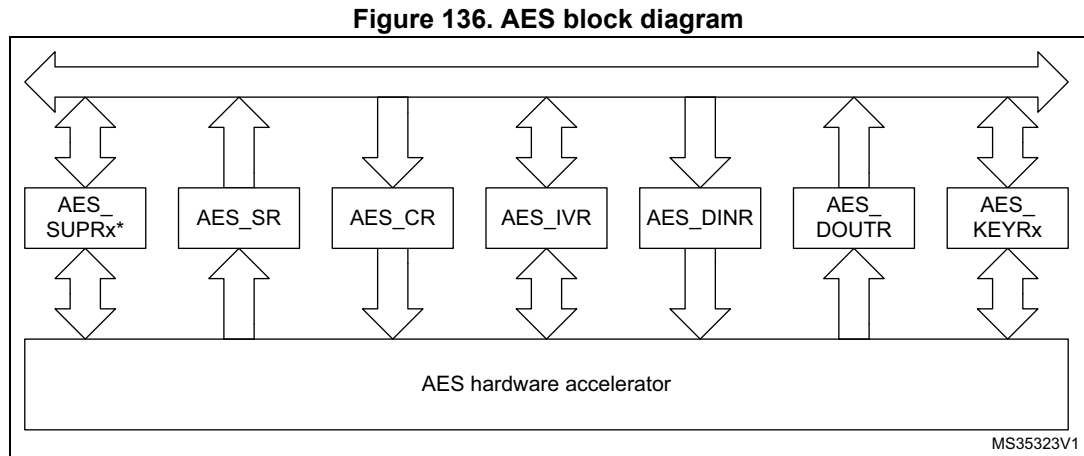 Figure 136. AES block diagram
AES_
SUPRx*
AES_SR
AES_CR
AES_IVR
AES_DINR
AES_
DOUTR
AES_
KEYRx
AES hardware accelerator
MS35323V1